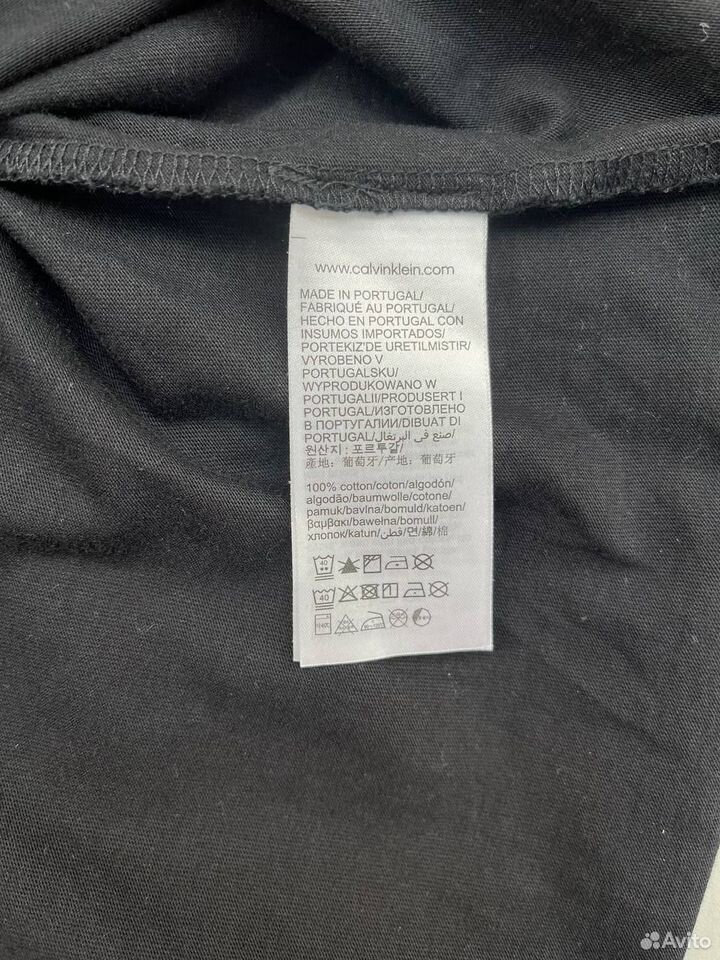 www.calvinklein.com
MADE IN PORTUGAL/
FABRIQUÉ AU PORTUGAL/
HECHO EN PORTUGAL CON
INSUMOS IMPORTADOS/
PORTEKIZ'DE URETILMISTIR/
VYROBENO V
PORTUGALSKU/
WYPRODUKOWANO W
PORTUGALII/PRODUSERT I
PORTUGAL/ИЗГОТОВЛЕНО
В ПОРТУГАЛИИ/DIBUAT DI
PORTUGAL/صنع في البرتغال/
원산지 : 포르투갈/
產地：葡萄牙/产地：葡萄牙
100% cotton/coton/algodón/
algodão/baumwolle/cotone/
pamuk/bavlna/bomuld/katoen/
βαμβακι/bawełna/bomull/
хлопок/katun/قطن/면/綿/棉
40
40
Avito